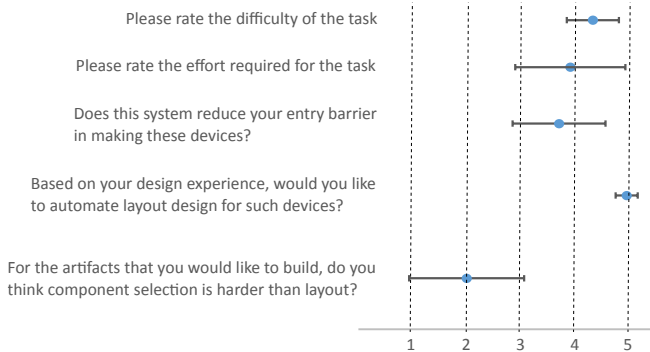 Please rate the difficulty of the task
Please rate the effort required for the task
Does this system reduce your entry barrier
in making these devices?
Based on your design experience, would you like
to automate layout design for such devices?
For the artifacts that you would like to build, do you
think component selection is harder than layout?
1 2 3 4 5